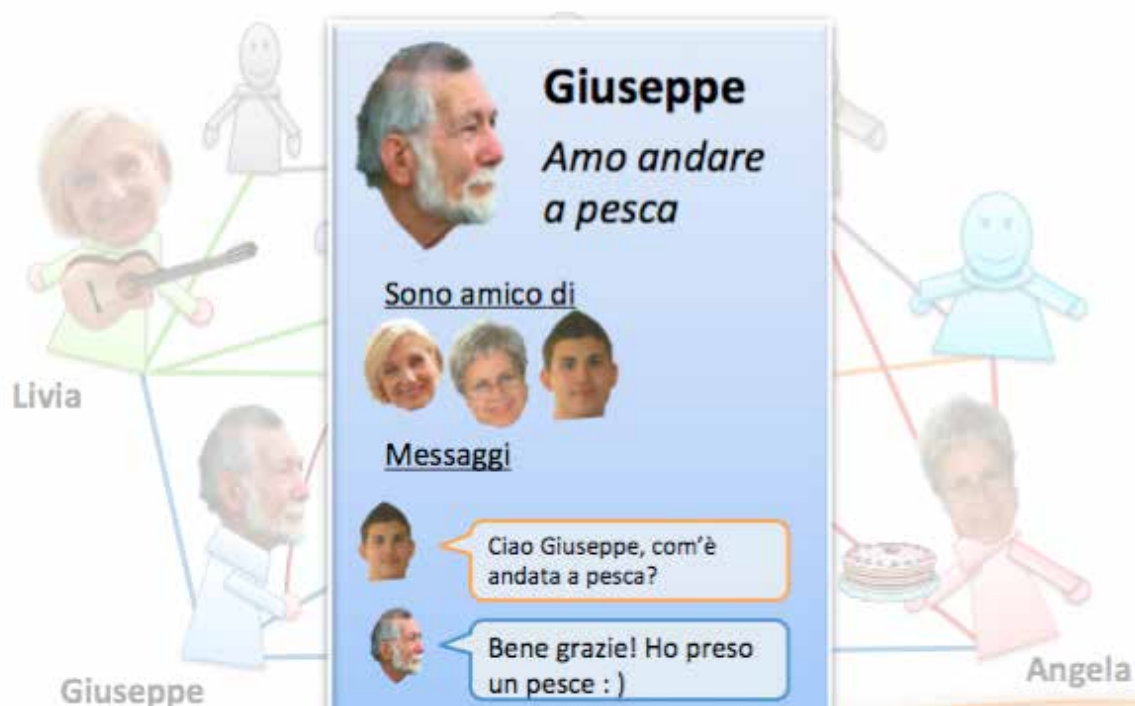 Giuseppe
Amo andare
a pesca
Sono amico di
Livia
Messaggi
Ciao Giuseppe, com'è
andata a pesca?
Bene grazie! Ho preso
un pesce : )
Giuseppe
Angela